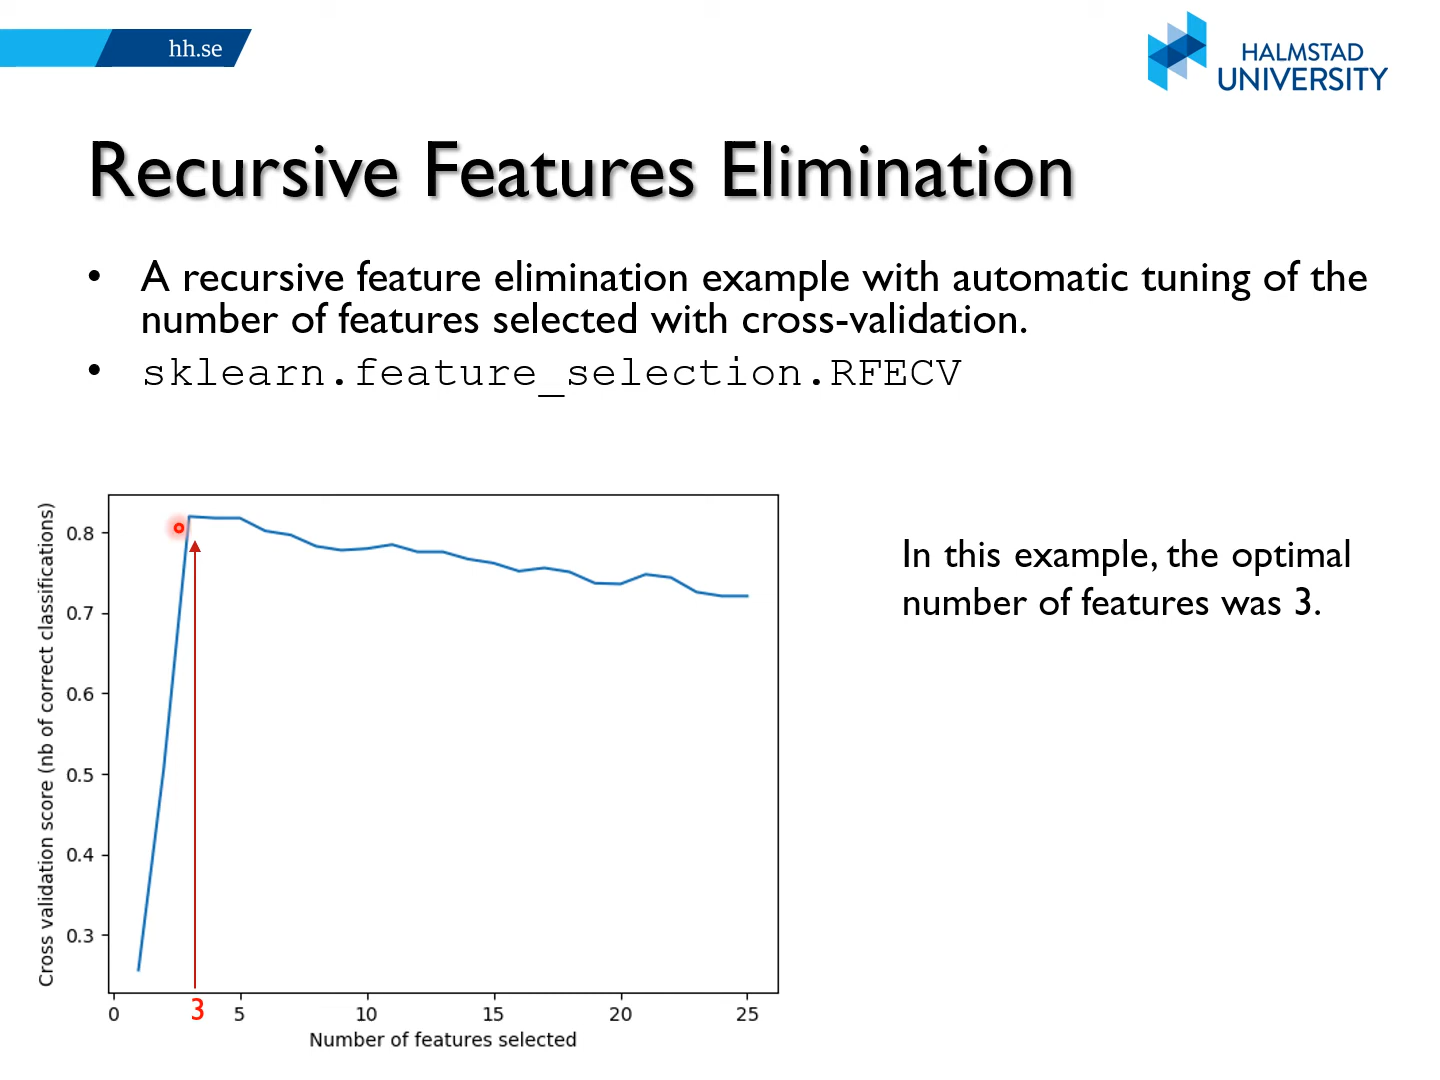 hh.se
HALMSTAD
UNIVERSITY
Recursive Features Elimination
• A recursive feature elimination example with automatic tuning of the
number of features selected with cross-validation.
• sklearn.feature_selection.RFECV
Cross validation score (nb of correct classifications)
0.8
0.7
0.6
0.5
0.4
0.3
0 3 5 10 15 20 25
Number of features selected
In this example, the optimal
number of features was 3.